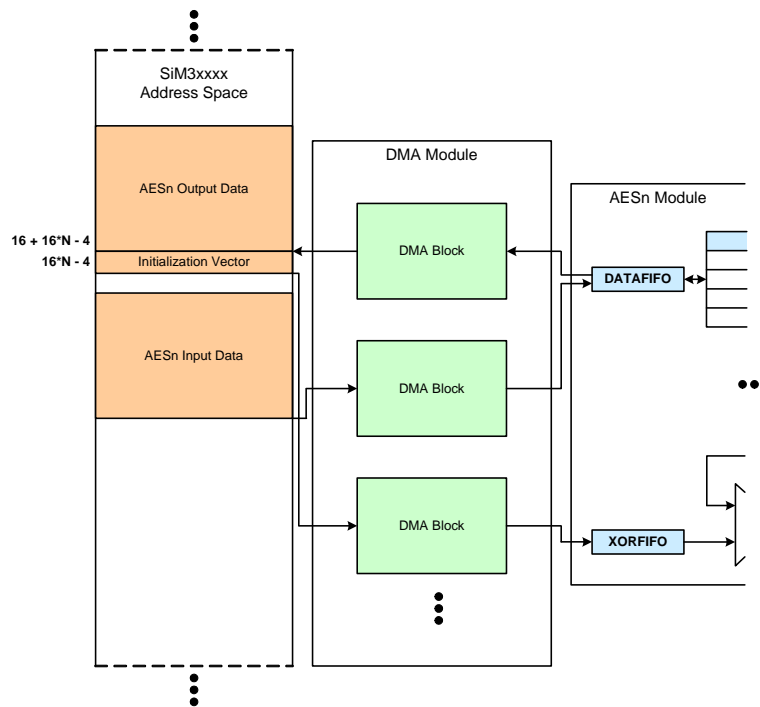 SiM3xxxx
Address Space
DMA Module
AESn Module
AESn Output Data
16 + 16*N - 4
16*N - 4
Initialization Vector
DMA Block
DATAFIFO
AESn Input Data
DMA Block
DMA Block
XORFIFO